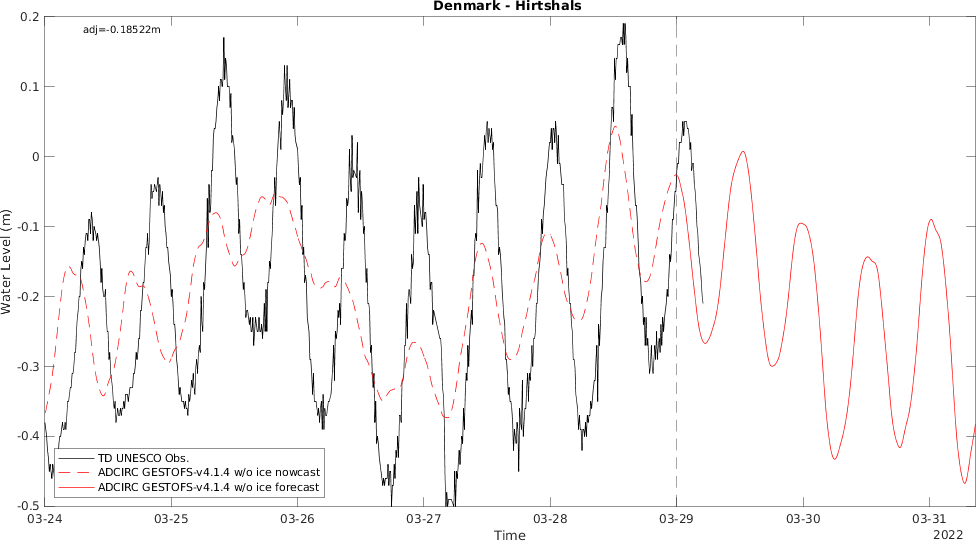 Denmark - Hirtshals
adj=-0.18522m
0.2
0.1
0
-0.1
-0.2
-0.3
-0.4
-0.5
Water Level (m)
TD UNESCO Obs.
ADCIRC GESTOFS-v4.1.4 w/o ice nowcast
ADCIRC GESTOFS-v4.1.4 w/o ice forecast
03-24 03-25 03-26 03-27 03-28 03-29 03-30 03-31
Time
2022